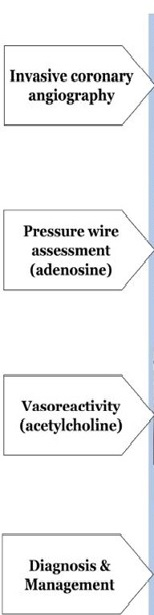 Invasive coronary
angiography
Pressure wire
assessment
(adenosine)
Vasoreactivity
(acetylcholine)
Diagnosis &
Management